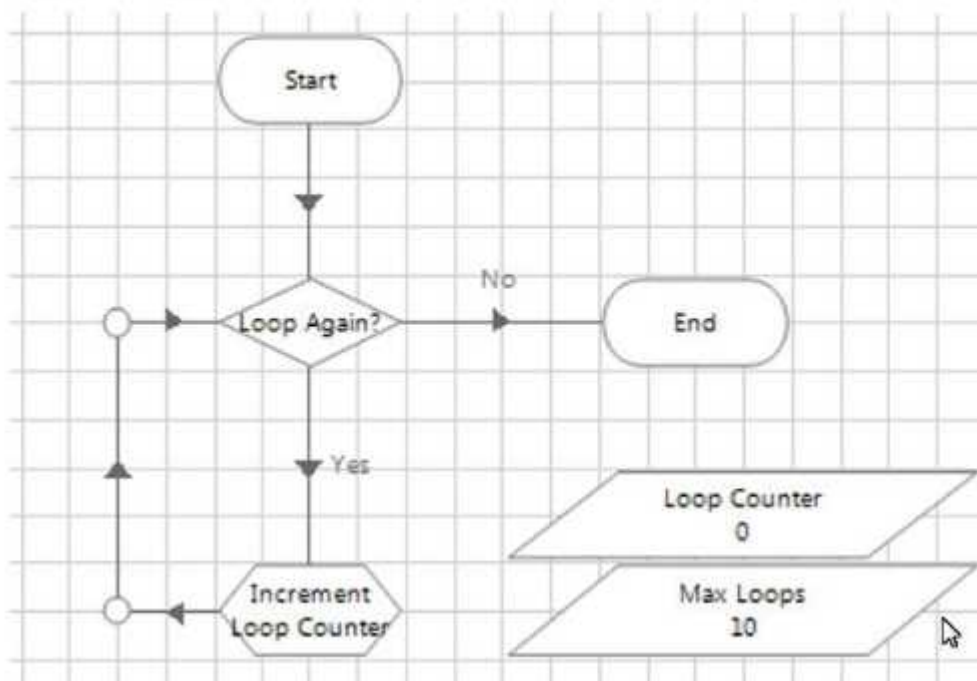 Start
No
Loop Again?
End
Yes
Loop Counter
0
Increment
Loop Counter
Max Loops
10